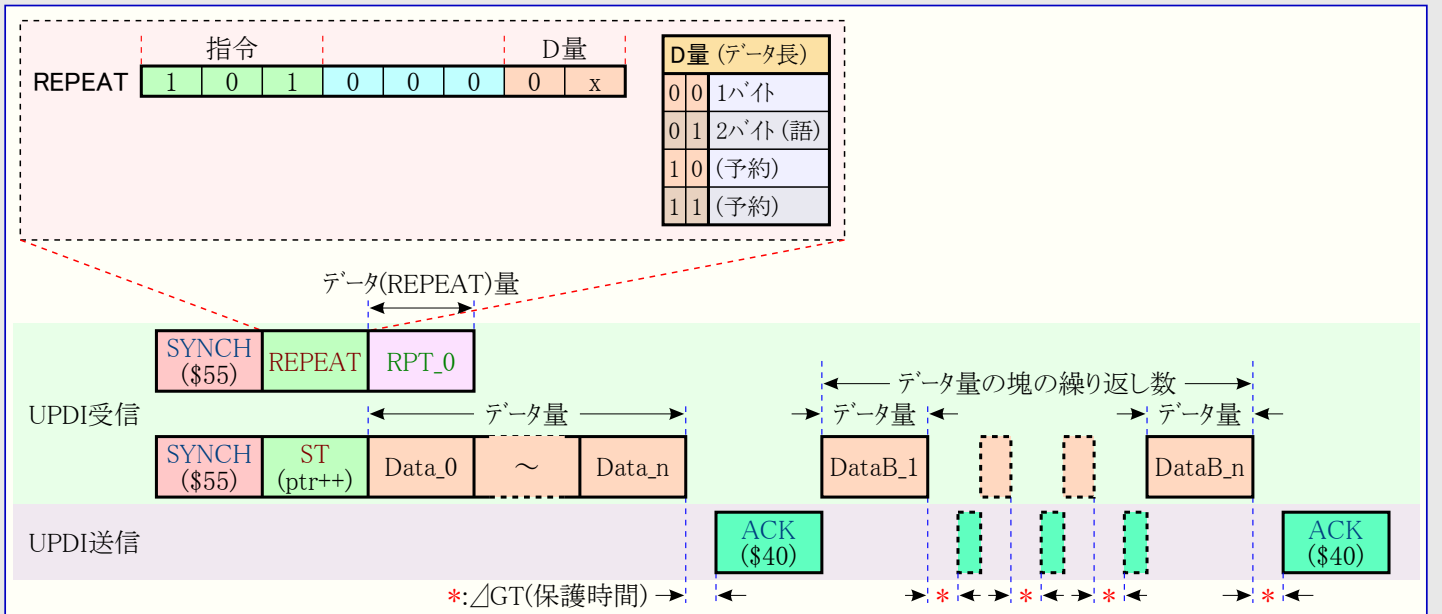 指令 D量
REPEAT 1 0 1 0 0 0 0 x
D量 (データ長)
0 0 1バイト
0 1 2バイト (語)
1 0 (予約)
1 1 (予約)
データ(REPEAT)量
SYNCH
($55)
REPEAT
RPT_0
UPDI受信
データ量
データ量の塊の繰り返し数
データ量
データ量
SYNCH
($55)
ST
(ptr++)
Data_0
~
Data_n
DataB_1
DataB_n
UPDI送信
ACK
($40)
ACK
($40)
*:⊿GT(保護時間)
* * * *